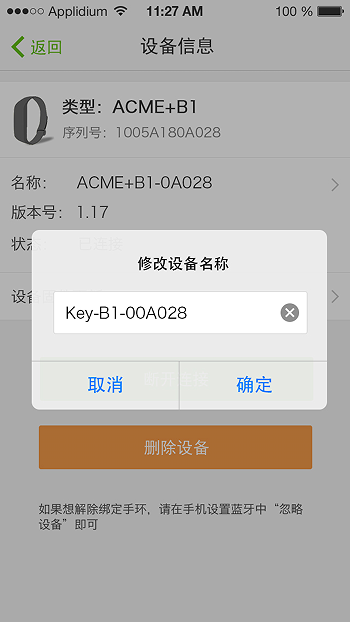 Applidium 11:27 AM 100 %
返回 设备信息
类型：ACME+B1
序列号：1005A180A028
名称： ACME+B1-0A028
版本号： 1.17
状态： 已连接
修改设备名称
设备
Key-B1-00A028
取消 确定
删除设备
如果想解除绑定手环，请在手机设置蓝牙中“忽略
设备”即可